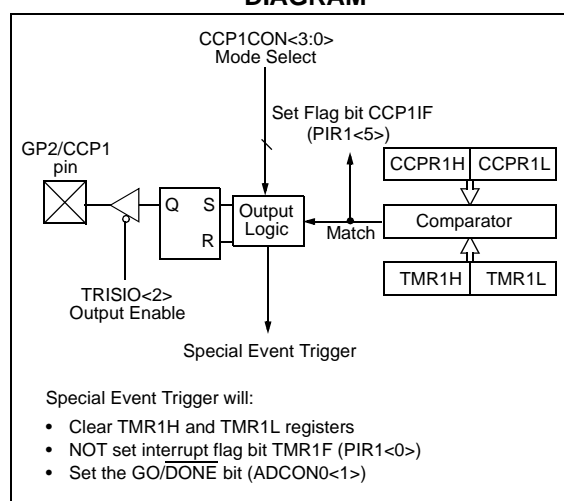 DIAGRAM
CCP1CON<3:0>
Mode Select
Set Flag bit CCP1IF
(PIR1<5>)
GP2/CCP1
pin
CCPR1H CCPR1L
Q S
R
Output
Logic
Match
Comparator
TMR1H TMR1L
TRISIO<2>
Output Enable
Special Event Trigger
Special Event Trigger will:
• Clear TMR1H and TMR1L registers
• NOT set interrupt flag bit TMR1F (PIR1<0>)
• Set the GO/DONE bit (ADCON0<1>)